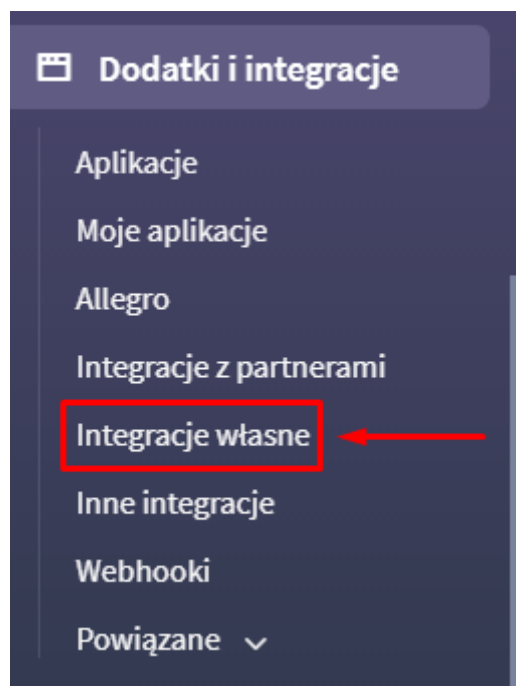 Dodatki i integracje
Aplikacje
Moje aplikacje
Allegro
Integracje z partnerami
Integracje własne
Inne integracje
Webhooki
Powiązane